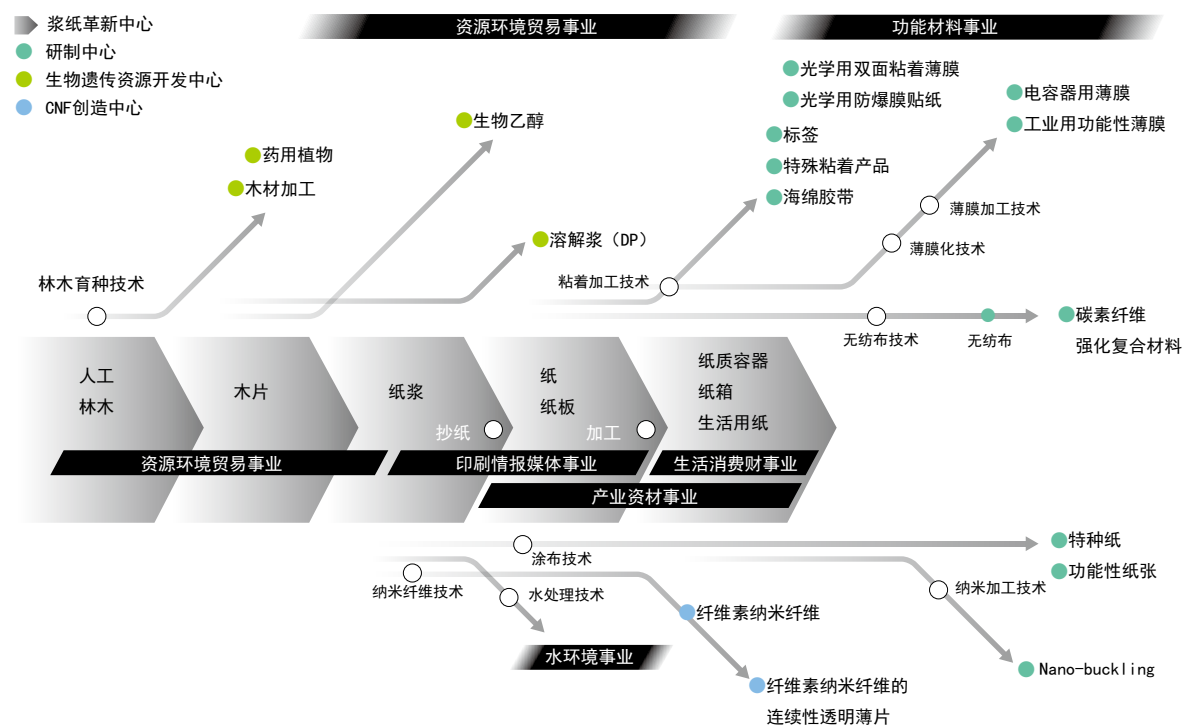 浆纸革新中心
研制中心
生物遗传资源开发中心
CNF创造中心
资源环境贸易事业
功能材料事业
光学用双面粘着薄膜
光学用防爆膜贴纸
标签
特殊粘着产品
海绵胶带
电容器用薄膜
工业用功能性薄膜
生物乙醇
药用植物
木材加工
溶解浆（DP）
薄膜加工技术
薄膜化技术
林木育种技术
粘着加工技术
无纺布技术
无纺布
碳素纤维
强化复合材料
人工
林木
木片
纸浆
抄纸
纸
纸板
加工
纸质容器
纸箱
生活用纸
资源环境贸易事业
印刷情报媒体事业
生活消费财事业
产业资材事业
涂布技术
特种纸
功能性纸张
纳米纤维技术
水处理技术
纳米加工技术
纤维素纳米纤维
水环境事业
Nano-buckling
纤维素纳米纤维的
连续性透明薄片